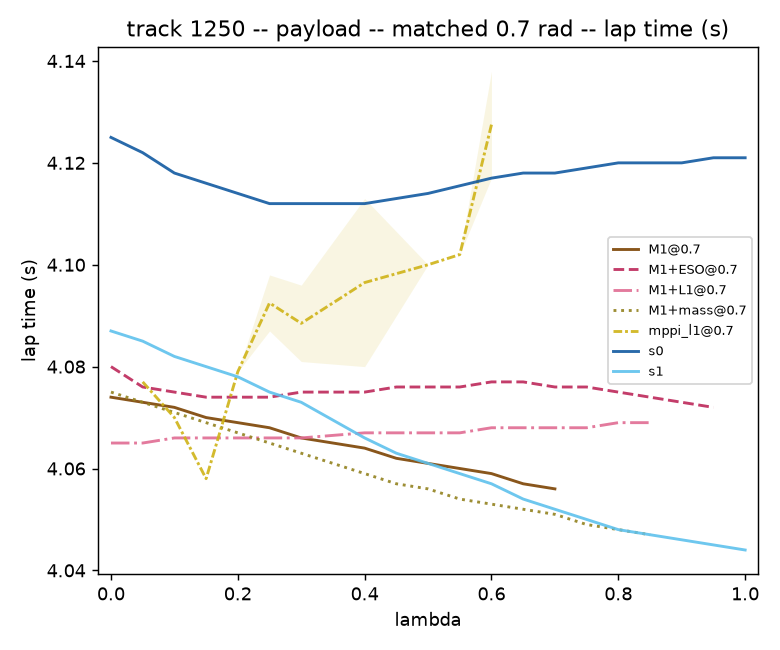 track 1250 -- payload -- matched 0.7 rad -- lap time (s)
4.14
4.12
4.10
4.08
4.06
4.04
lap time (s)
M1@0.7
M1+ESO@0.7
M1+L1@0.7
M1+mass@0.7
mppi_l1@0.7
s0
s1
0.0 0.2 0.4 0.6 0.8 1.0
lambda